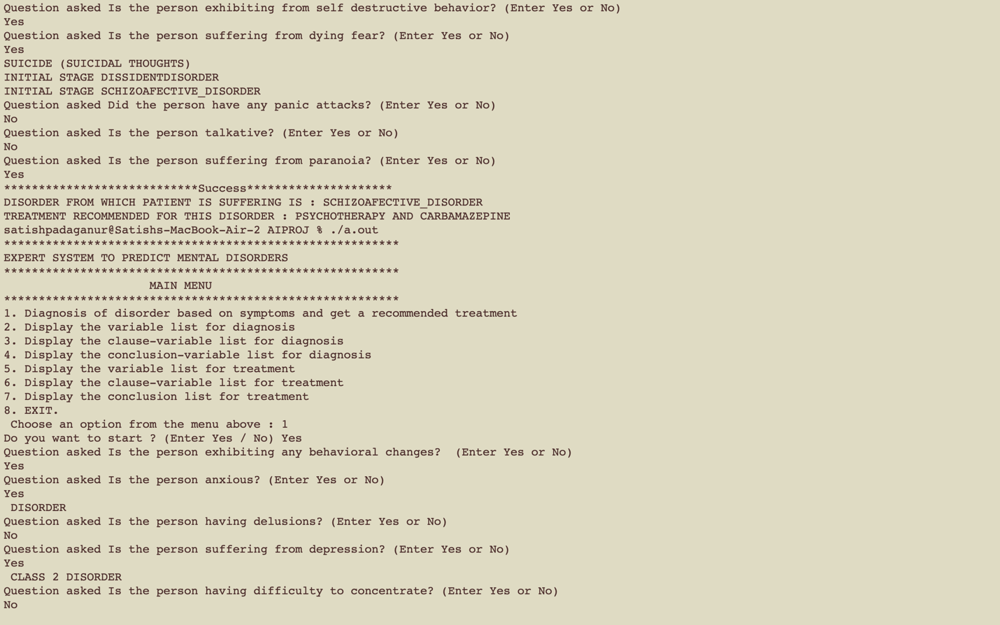 Question asked Is the person exhibiting from self destructive behavior? (Enter Yes or No)
Yes
Question asked Is the person suffering from dying fear? (Enter Yes or No)
Yes
SUICIDE (SUICIDAL THOUGHTS)
INITIAL STAGE DISSIDENTDISORDER
INITIAL STAGE SCHIZOAFECTIVE_DISORDER
Question asked Did the person have any panic attacks? (Enter Yes or No)
No
Question asked Is the person talkative? (Enter Yes or No)
No
Question asked Is the person suffering from paranoia? (Enter Yes or No)
Yes
****************************Success*********************
DISORDER FROM WHICH PATIENT IS SUFFERING IS : SCHIZOAFECTIVE_DISORDER
TREATMENT RECOMMENDED FOR THIS DISORDER : PSYCHOTHERAPY AND CARBAMAZEPINE
satishpadaganur@Satishs-MacBook-Air-2 AIPROJ % ./a.out
*********************************************************
EXPERT SYSTEM TO PREDICT MENTAL DISORDERS
*********************************************************
MAIN MENU
*********************************************************
1. Diagnosis of disorder based on symptoms and get a recommended treatment
2. Display the variable list for diagnosis
3. Display the clause-variable list for diagnosis
4. Display the conclusion-variable list for diagnosis
5. Display the variable list for treatment
6. Display the clause-variable list for treatment
7. Display the conclusion list for treatment
8. EXIT.
Choose an option from the menu above : 1
Do you want to start ? (Enter Yes / No) Yes
Question asked Is the person exhibiting any behavioral changes?  (Enter Yes or No)
Yes
Question asked Is the person anxious? (Enter Yes or No)
Yes
DISORDER
Question asked Is the person having delusions? (Enter Yes or No)
No
Question asked Is the person suffering from depression? (Enter Yes or No)
Yes
CLASS 2 DISORDER
Question asked Is the person having difficulty to concentrate? (Enter Yes or No)
No